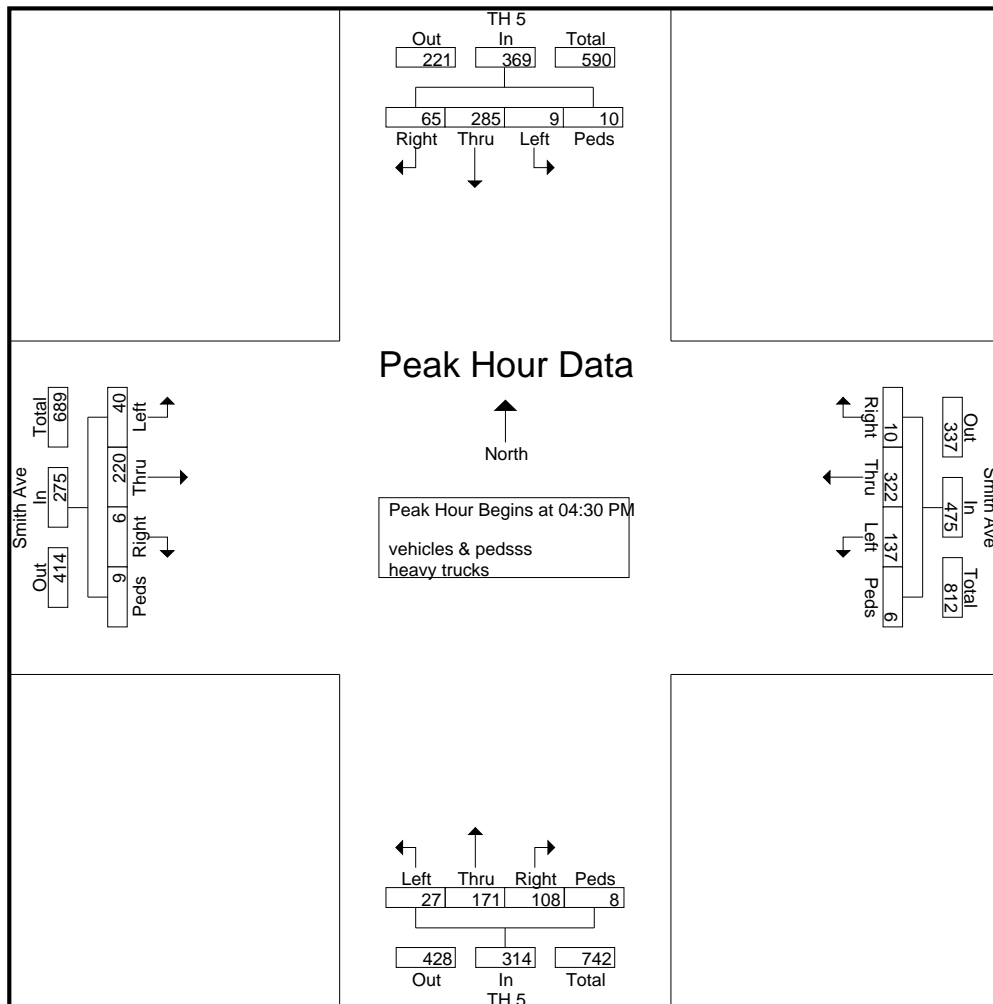 TH 5
Out In Total
221 369 590
65 285 9 10
Right Thru Left Peds
Peak Hour Data
North
Peak Hour Begins at 04:30 PM
vehicles & pedsss
heavy trucks
Smith Ave
Out In Total
414 275 689
Peds Right Thru Left
9 6 220 40
Smith Ave
Out In Total
337 475 812
10 322 137 6
Right Thru Left Peds
Left Thru Right Peds
27 171 108 8
428 314 742
Out In Total
TH 5